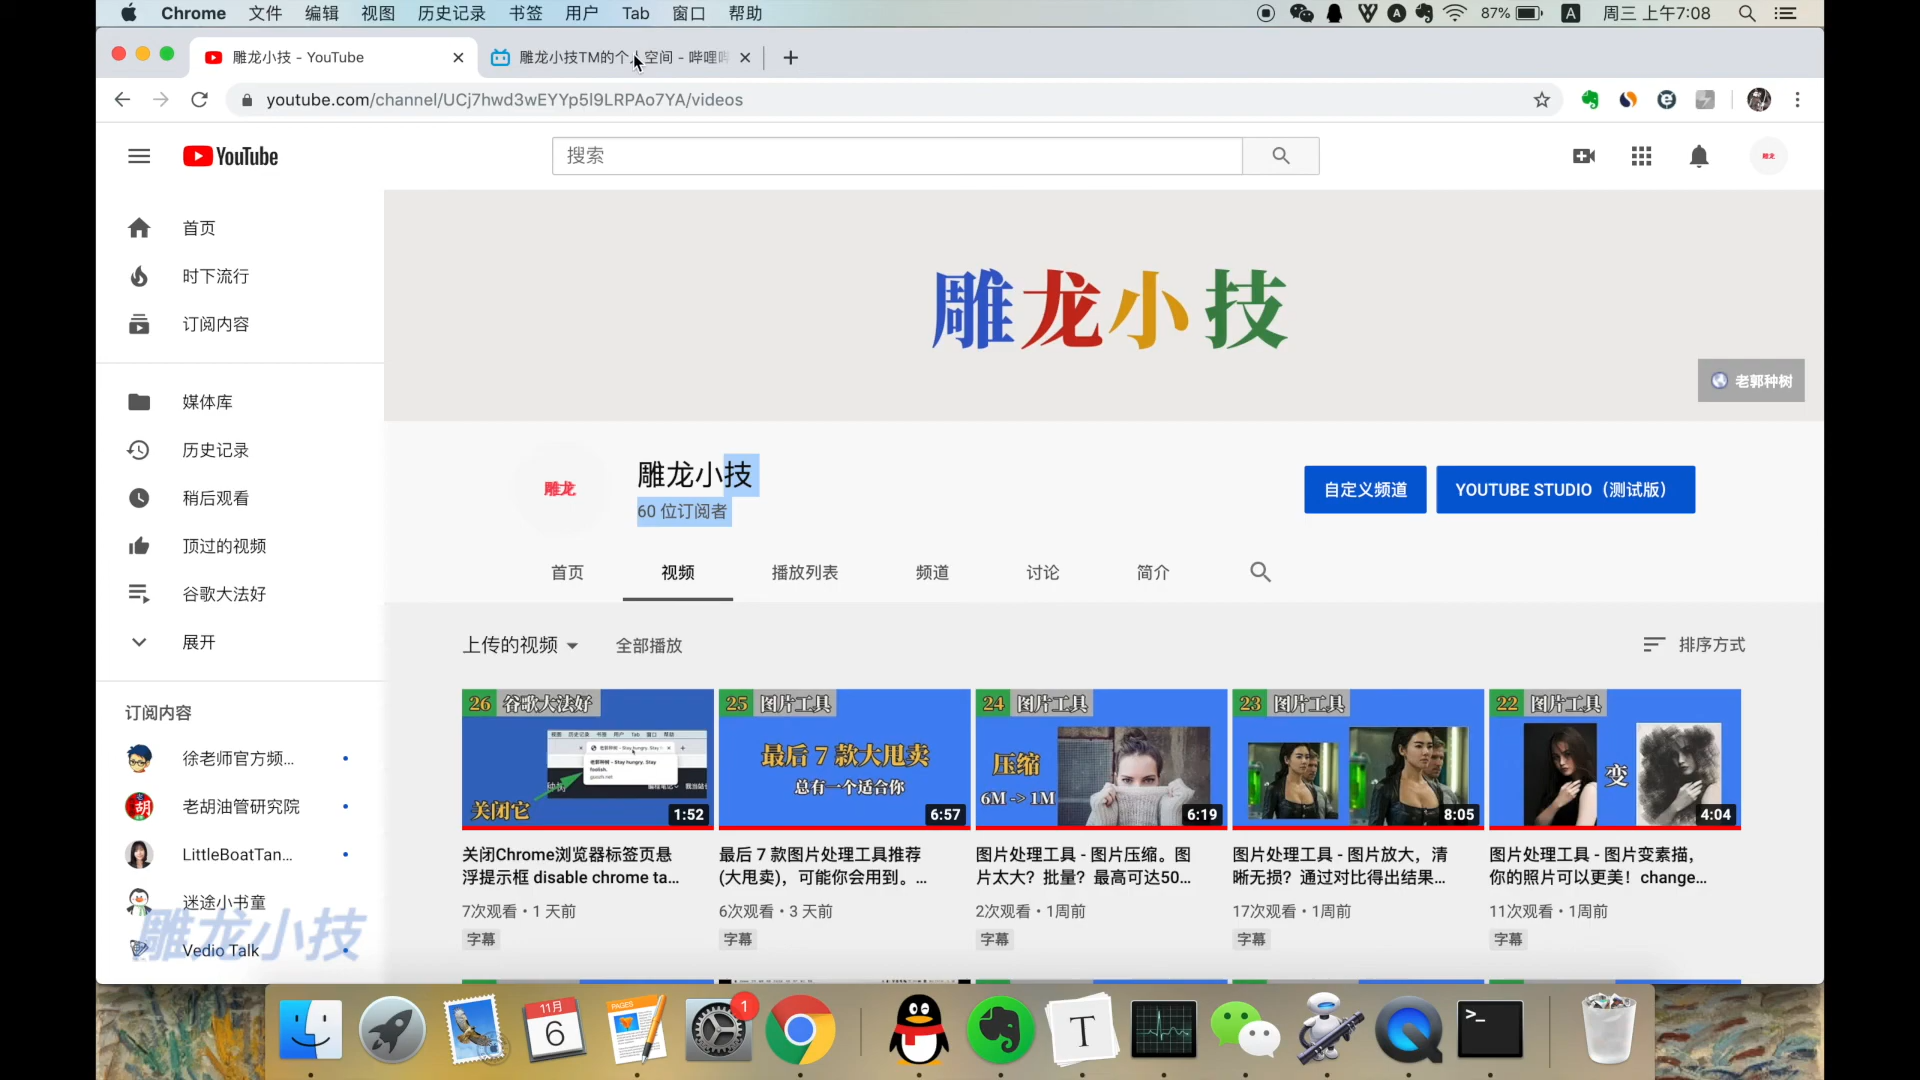 Chrome 文件 编辑 视图 历史记录 书签 用户 Tab 窗口 帮助 87% A 周三 上午7:08
雕龙小技 - YouTube 雕龙小技TM的个人空间 - 哔哩哔
youtube.com/channel/UCj7hwd3wEYYp5l9LRPAo7YA/videos
YouTube 搜索 雕龙
首页
时下流行
订阅内容
媒体库
历史记录
稍后观看
顶过的视频
谷歌大法好
展开
订阅内容
徐老师官方频...
老胡油管研究院
LittleBoatTan...
迷途小书童
Vedio Talk
雕龙小技
雕龙小技
老郭种树
雕龙
雕龙小技
60 位订阅者
自定义频道 YOUTUBE STUDIO（测试版）
首页 视频 播放列表 频道 讨论 简介
上传的视频 全部播放 排序方式
26 谷歌大法好
关闭它
1:52
关闭Chrome浏览器标签页悬
浮提示框 disable chrome ta...
7次观看 • 1 天前
字幕
25 图片工具
最后 7 款大甩卖
总有一个适合你
6:57
最后 7 款图片处理工具推荐
(大甩卖)，可能你会用到。...
6次观看 • 3 天前
字幕
24 图片工具
压缩
6M -> 1M
6:19
图片处理工具 - 图片压缩。图
片太大？批量？最高可达50...
2次观看 • 1周前
字幕
23 图片工具
8:05
图片处理工具 - 图片放大，清
晰无损？通过对比得出结果...
17次观看 • 1周前
字幕
22 图片工具
变
4:04
图片处理工具 - 图片变素描，
你的照片可以更美！change...
11次观看 • 1周前
字幕
11月
6
PAGES
1
T
>_